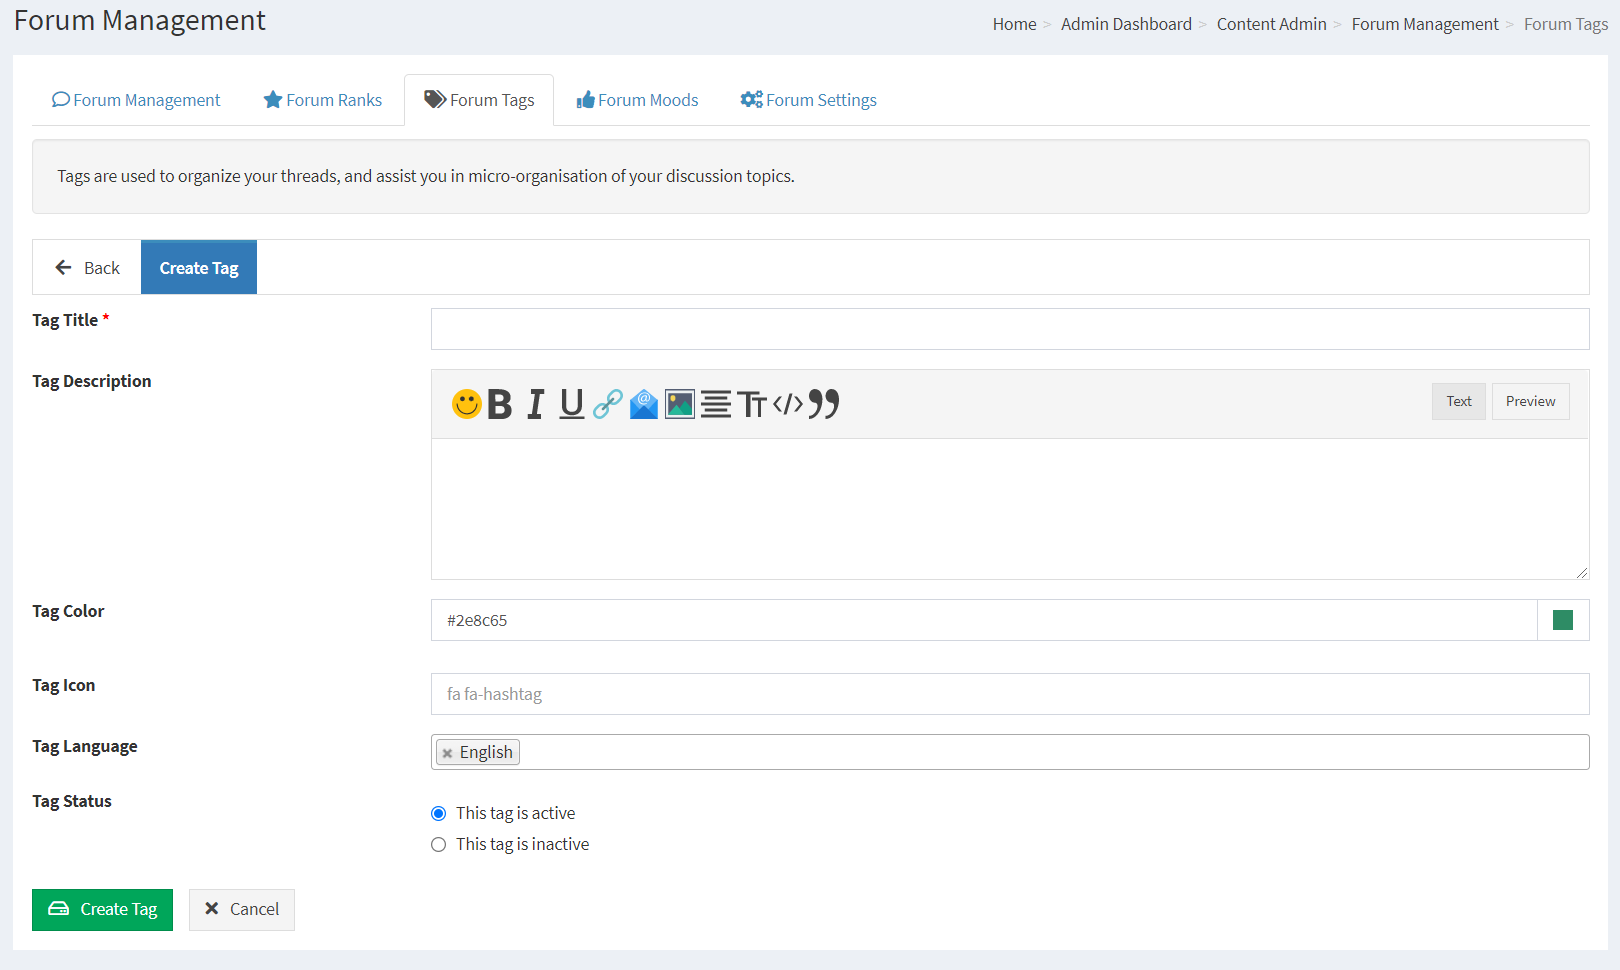 Forum Management
Home > Admin Dashboard > Content Admin > Forum Management > Forum Tags
Forum Management Forum Ranks Forum Tags Forum Moods Forum Settings
Tags are used to organize your threads, and assist you in micro-organisation of your discussion topics.
Back Create Tag
Tag Title *
Tag Description
B I U @ TT </> ”
Text Preview
Tag Color
#2e8c65
Tag Icon
fa fa-hashtag
Tag Language
× English
Tag Status
This tag is active
This tag is inactive
Create Tag
Cancel